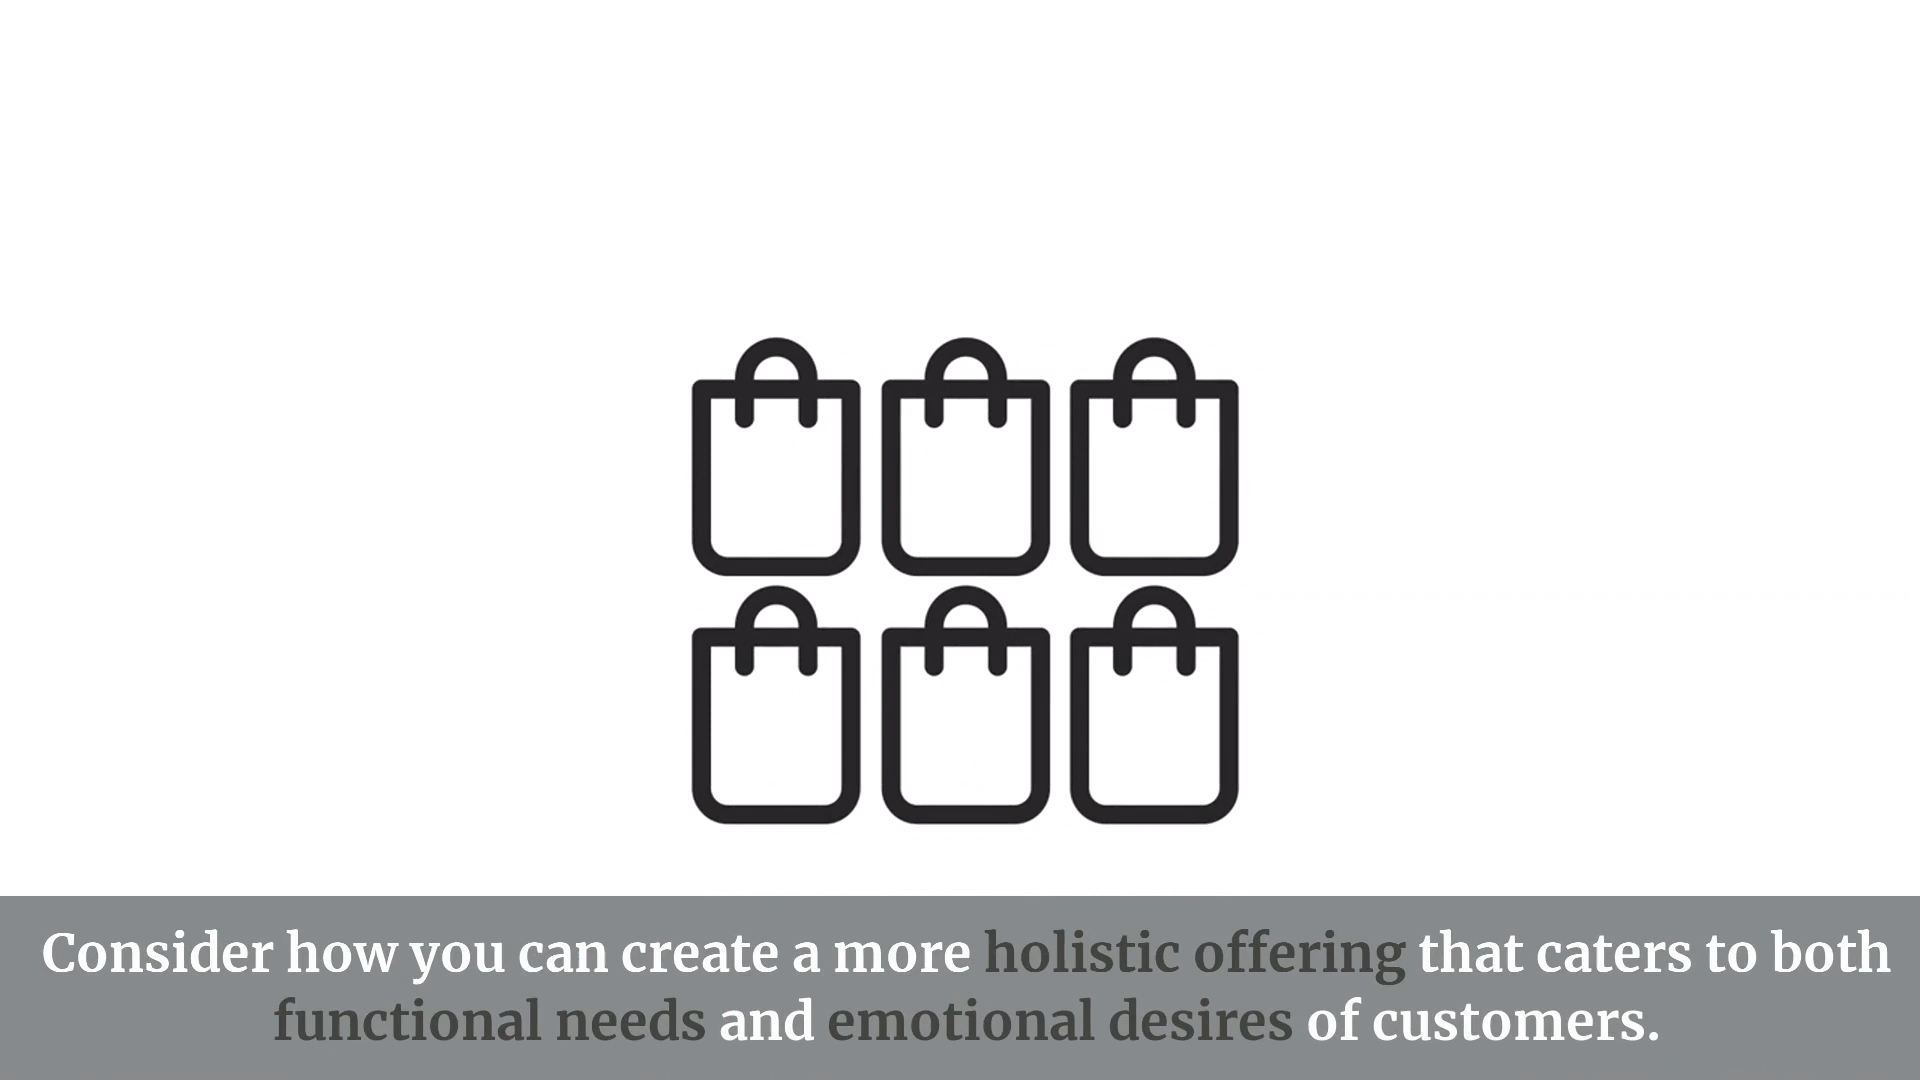 Consider how you can create a more holistic offering that caters to both
functional needs and emotional desires of customers.